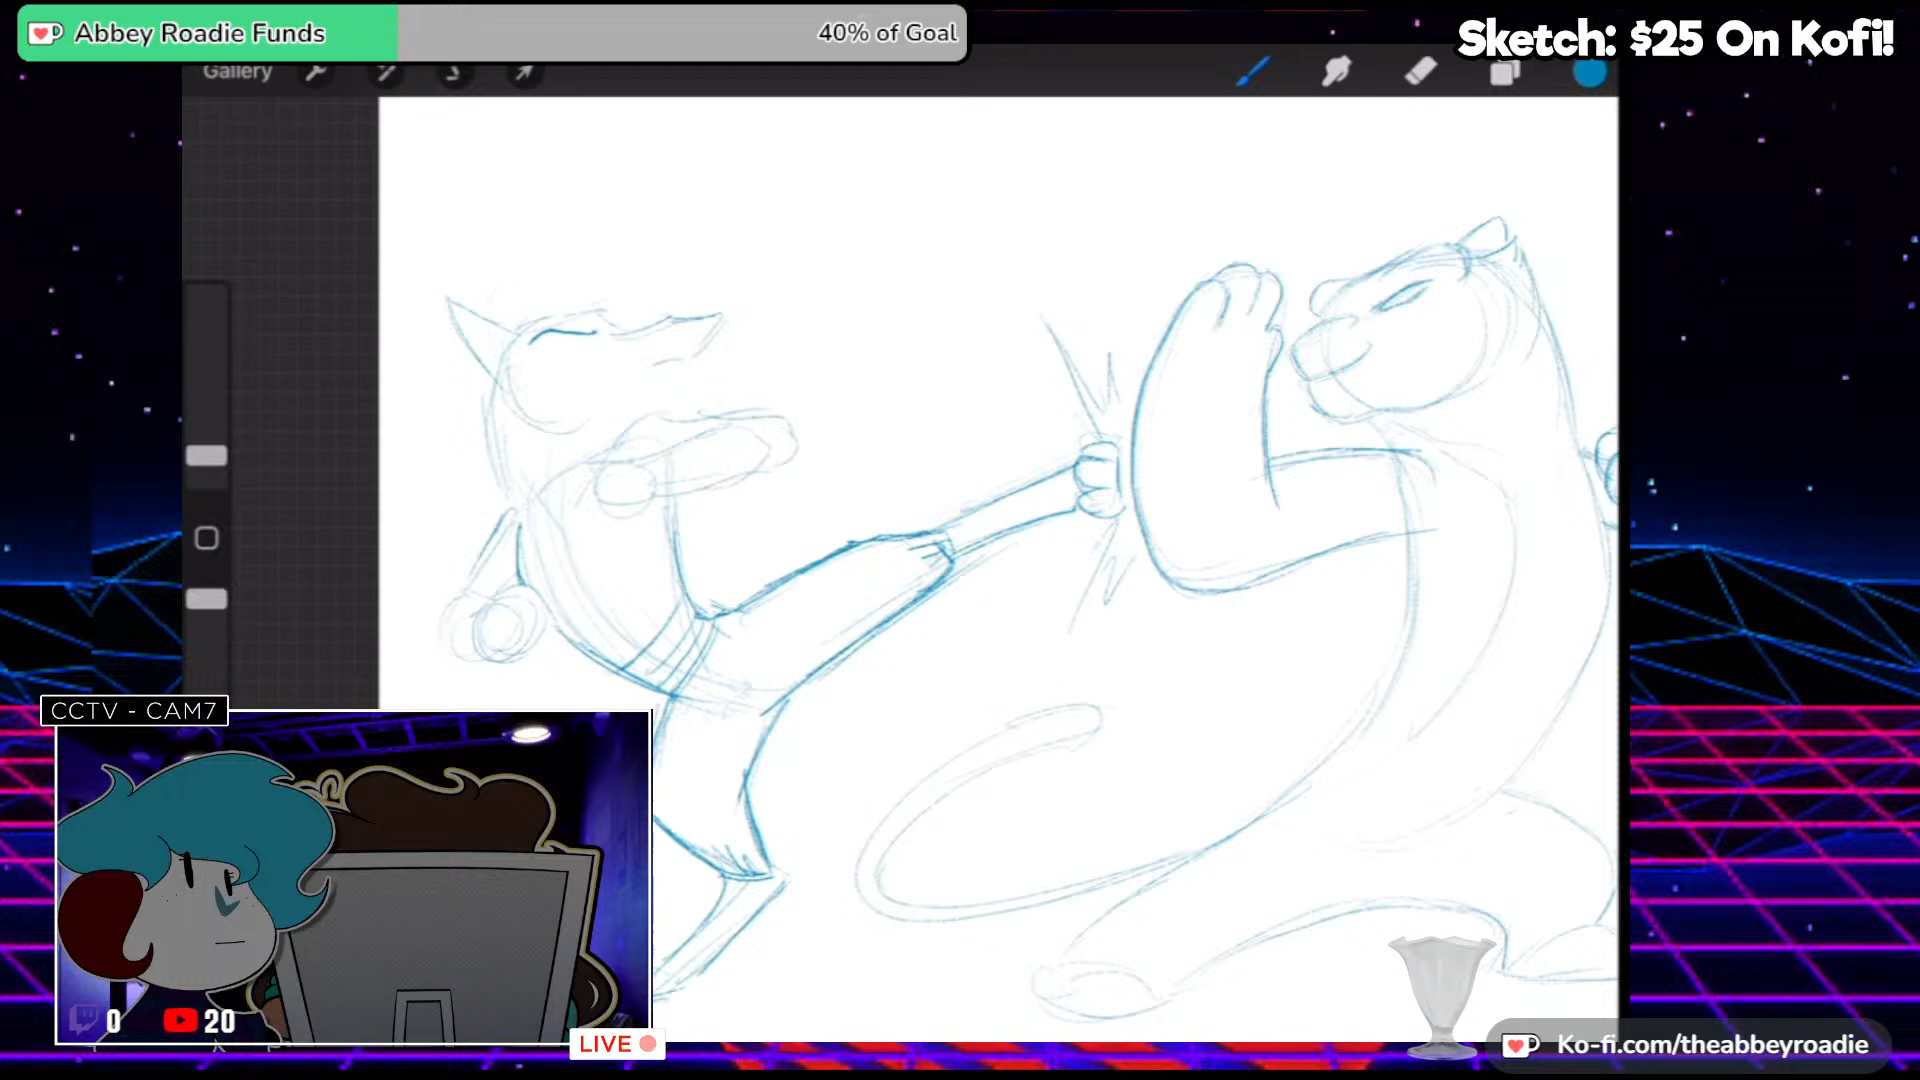 Abbey Roadie Funds
40% of Goal
Sketch: $25 On Kofi!
Gallery
CCTV - CAM7
0
20
LIVE
Ko-fi.com/theabbeyroadie